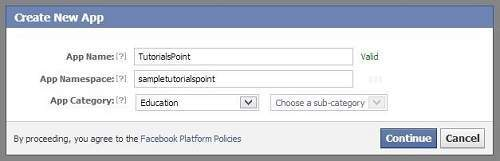 Create New App
App Name: [?] TutorialsPoint Valid
App Namespace: [?] sampletutorialspoint
App Category: [?] Education Choose a sub-category
By proceeding, you agree to the Facebook Platform Policies Continue Cancel